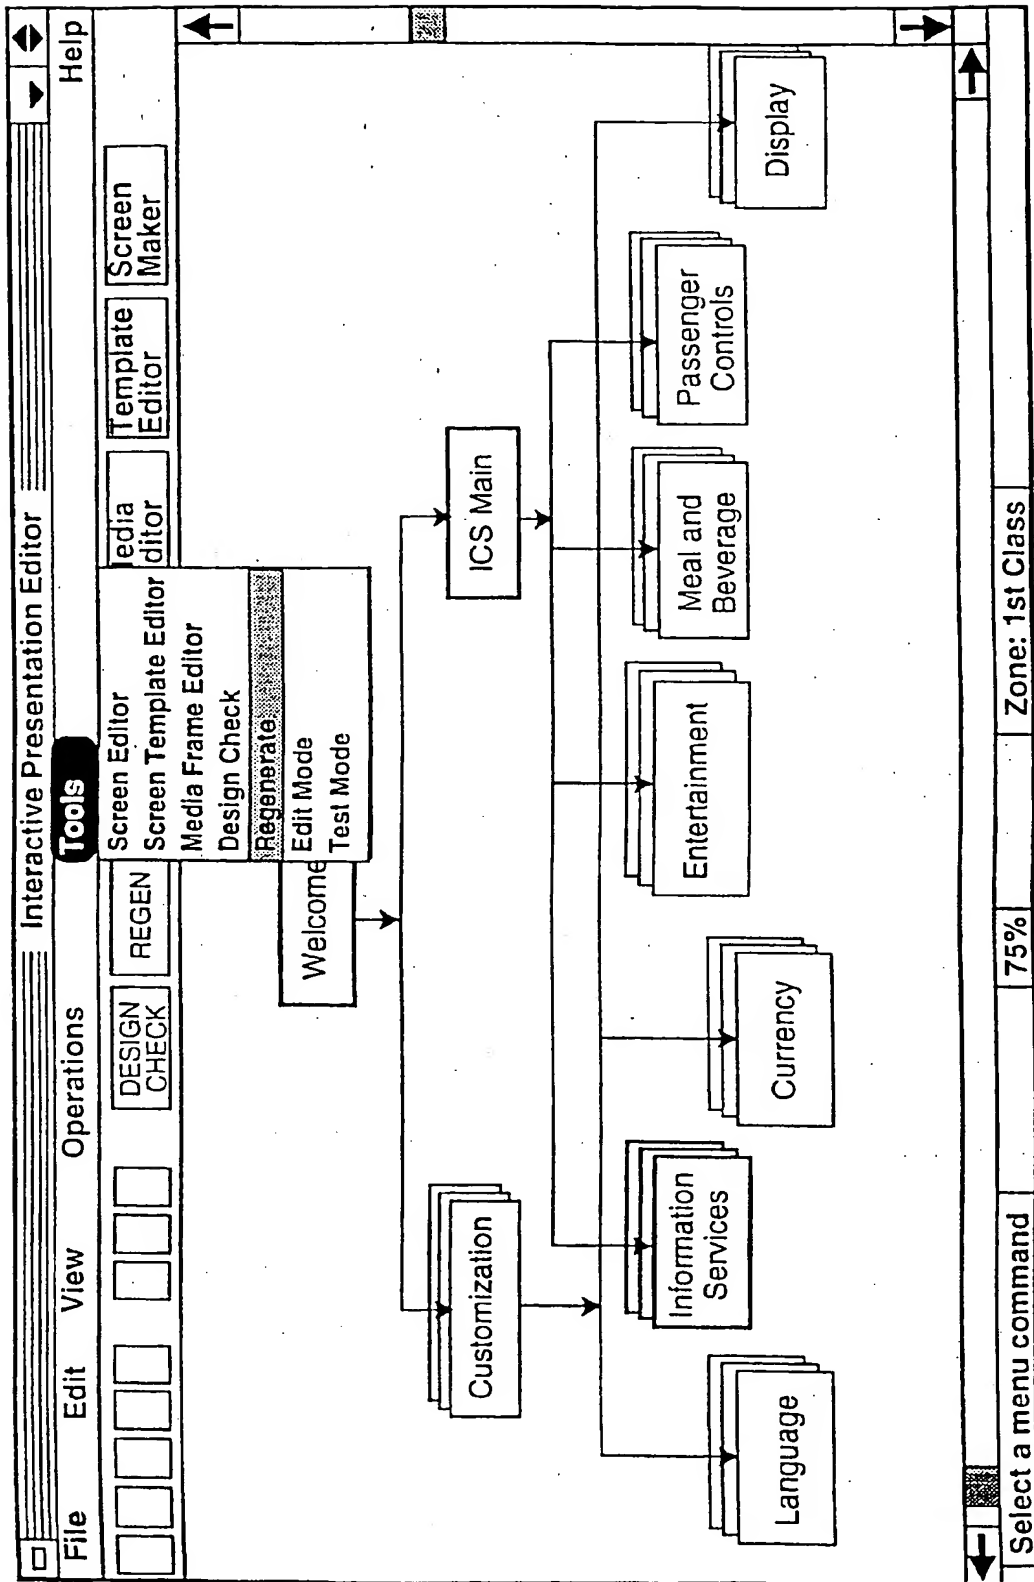 Interactive Presentation Editor
File Edit View Operations Tools Help
DESIGN
CHECK
REGEN
edia
ditor
Template
Editor
Screen
Maker
Screen Editor
Screen Template Editor
Media Frame Editor
Design Check
Regenerate
Edit Mode
Test Mode
Welcome
Customization
ICS Main
Information
Services
Entertainment
Meal and
Beverage
Passenger
Controls
Language
Currency
Display
Select a menu command 75% Zone: 1st Class